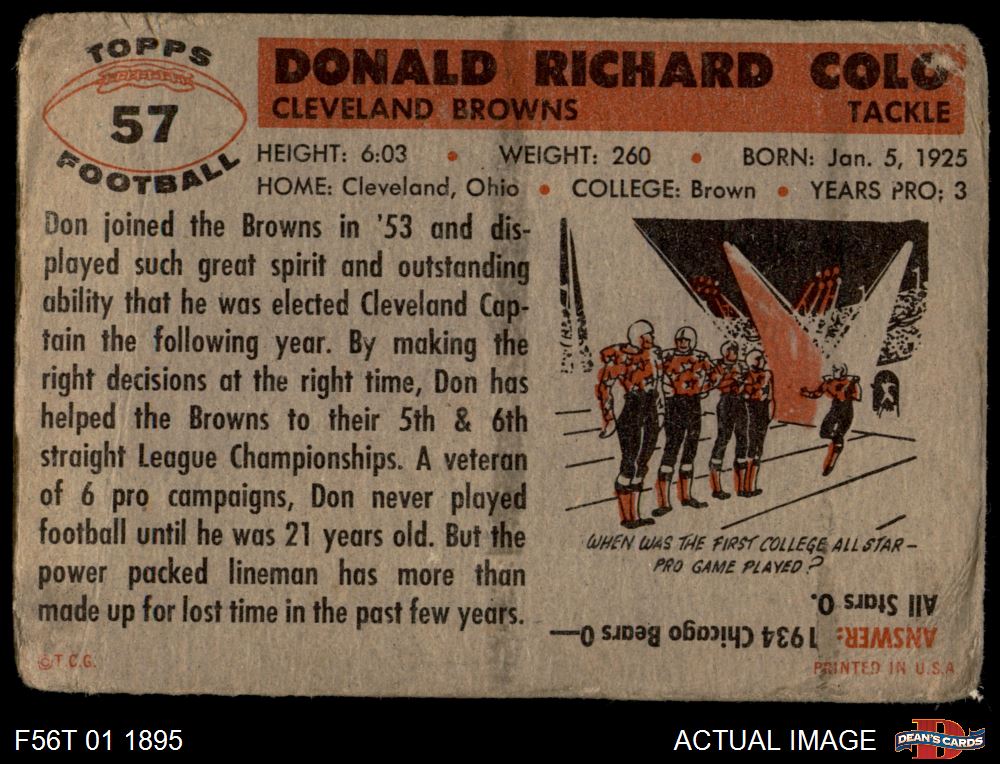 TOPPS
57
FOOTBALL
DONALD RICHARD COLO
CLEVELAND BROWNS TACKLE
HEIGHT: 6:03 • WEIGHT: 260 • BORN: Jan. 5, 1925
HOME: Cleveland, Ohio • COLLEGE: Brown • YEARS PRO; 3
Don joined the Browns in '53 and dis-
played such great spirit and outstanding
ability that he was elected Cleveland Cap-
tain the following year. By making the
right decisions at the right time, Don has
helped the Browns to their 5th & 6th
straight League Championships. A veteran
of 6 pro campaigns, Don never played
football until he was 21 years old. But the
power packed lineman has more than
made up for lost time in the past few years.
©T.C.G.
WHEN WAS THE FIRST COLLEGE ALL STAR-
PRO GAME PLAYED?
ANSWER: 1934 Chicago Bears 0—
All Stars 0.
PRINTED IN U.S.A
F56T 01 1895
ACTUAL IMAGE
DEAN'S CARDS